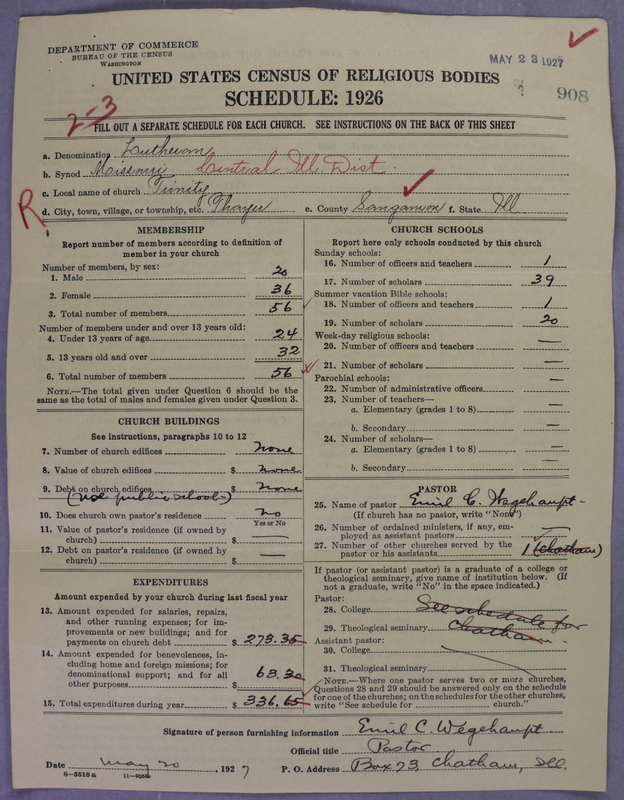 DEPARTMENT OF COMMERCE
BUREAU OF THE CENSUS
WASHINGTON
MAY 23 1927
908
UNITED STATES CENSUS OF RELIGIOUS BODIES
SCHEDULE: 1926
2-3
FILL OUT A SEPARATE SCHEDULE FOR EACH CHURCH. SEE INSTRUCTIONS ON THE BACK OF THIS SHEET
a. Denomination Lutheran
b. Synod Missouri Central Ill. Dist.
c. Local name of church Trinity
R
d. City, town, village, or township, etc. Thayer e. County Sangamon f. State Ill
MEMBERSHIP
Report number of members according to definition of
member in your church
Number of members, by sex:
1. Male 20
2. Female 36
3. Total number of members 56
Number of members under and over 13 years old:
4. Under 13 years of age 24
5. 13 years old and over 32
6. Total number of members 56
NOTE.—The total given under Question 6 should be the
same as the total of males and females given under Question 3.
CHURCH BUILDINGS
See instructions, paragraphs 10 to 12
7. Number of church edifices none
8. Value of church edifices $ none
9. Debt on church edifices $ none
(use public school)
10. Does church own pastor's residence no
Yes or No
11. Value of pastor's residence (if owned by
church) $ —
12. Debt on pastor's residence (if owned by
church) $ —
EXPENDITURES
Amount expended by your church during last fiscal year
13. Amount expended for salaries, repairs,
and other running expenses; for im-
provements or new buildings; and for
payments on church debt $ 273.35
14. Amount expended for benevolences, in-
cluding home and foreign missions; for
denominational support; and for all
other purposes $ 63.30
15. Total expenditures during year $ 336.65
CHURCH SCHOOLS
Report here only schools conducted by this church
Sunday schools:
16. Number of officers and teachers 1
17. Number of scholars 39
Summer vacation Bible schools:
18. Number of officers and teachers 1
19. Number of scholars 20
Week-day religious schools:
20. Number of officers and teachers —
21. Number of scholars —
Parochial schools:
22. Number of administrative officers —
23. Number of teachers—
a. Elementary (grades 1 to 8) —
b. Secondary —
24. Number of scholars—
a. Elementary (grades 1 to 8) —
b. Secondary —
PASTOR
25. Name of pastor Emil C. Wegehaupt
(If church has no pastor, write "None")
26. Number of ordained ministers, if any, em-
ployed as assistant pastors —
27. Number of other churches served by the
pastor or his assistants 1 (Chatham)
If pastor (or assistant pastor) is a graduate of a college or
theological seminary, give name of institution below. (If
not a graduate, write "No" in the space indicated.)
Pastor:
28. College See schedule for
29. Theological seminary Chatham
Assistant pastor:
30. College
31. Theological seminary
NOTE.—Where one pastor serves two or more churches,
Questions 28 and 29 should be answered only on the schedule
for one of the churches; on the schedules for the other churches,
write "See schedule for ________ church."
Signature of person furnishing information Emil C. Wegehaupt
Official title Pastor
Date May 20, 1927 P. O. Address Box 73, Chatham, Ill.
8—5518a